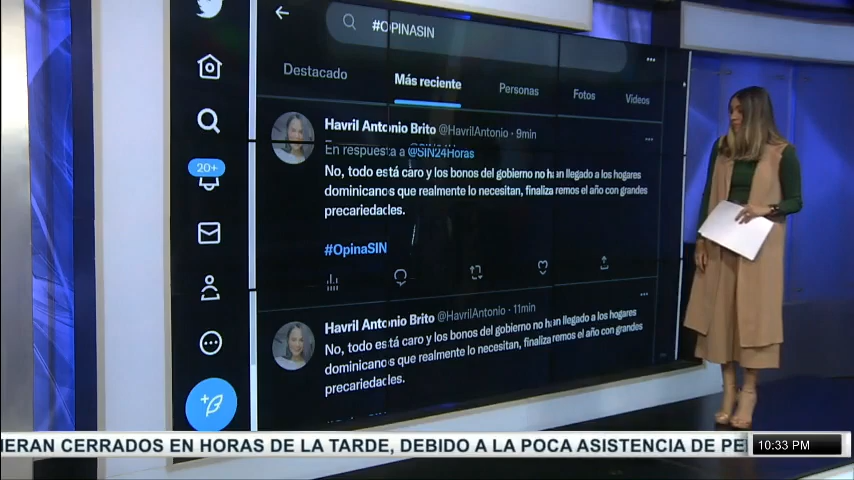 #OPINASIN
Destacado Más reciente Personas Fotos Videos
Havril Antonio Brito @HavrilAntonio · 9min
En respuesta a @SIN24Horas
20+
No, todo está caro y los bonos del gobierno no han llegado a los hogares
dominicanos que realmente lo necesitan, finalizaremos el año con grandes
precariedades.
#OpinaSIN
Havril Antonio Brito @HavrilAntonio · 11min
No, todo está caro y los bonos del gobierno no han llegado a los hogares
dominicanos que realmente lo necesitan, finalizaremos el año con grandes
precariedades.
IERAN CERRADOS EN HORAS DE LA TARDE, DEBIDO A LA POCA ASISTENCIA DE PE
10:33 PM